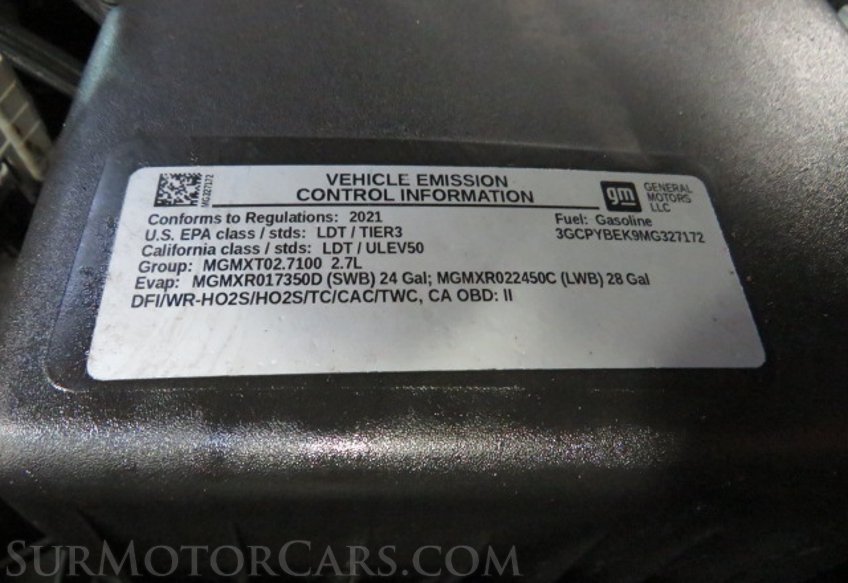 VEHICLE EMISSION
CONTROL INFORMATION
MG327172
gm
GENERAL
MOTORS
LLC
Conforms to Regulations: 2021
Fuel: Gasoline
U.S. EPA class / stds: LDT / TIER3
3GCPYBEK9MG327172
California class / stds: LDT / ULEV50
Group: MGMXT02.7100 2.7L
Evap: MGMXR017350D (SWB) 24 Gal; MGMXR022450C (LWB) 28 Gal
DFI/WR-HO2S/HO2S/TC/CAC/TWC, CA OBD: II
SURMOTORCARS.COM